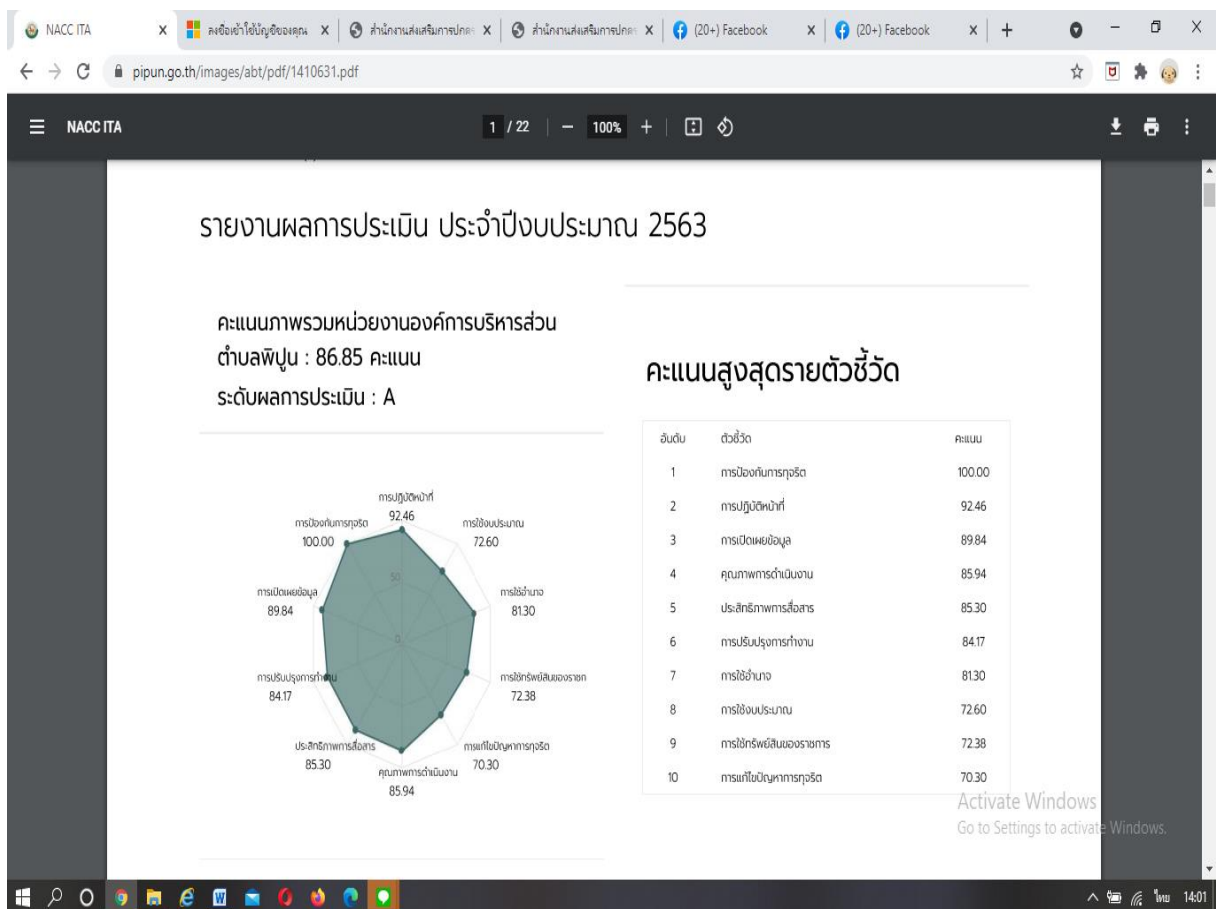 NACC ITA
ลงชื่อเข้าใช้บัญชีของคุณ
สำนักงานส่งเสริมการปกคร
สำนักงานส่งเสริมการปกคร
(20+) Facebook
(20+) Facebook
pipun.go.th/images/abt/pdf/1410631.pdf
NACC ITA
1 / 22
100%
รายงานผลการประเมิน ประจำปีงบประมาณ 2563
คะแนนภาพรวมหน่วยงานองค์การบริหารส่วน
ตำบลพิปูน : 86.85 คะแนน
ระดับผลการประเมิน : A
การปฏิบัติหน้าที่
92.46
การป้องกันการทุจริต
100.00
การใช้งบประมาณ
72.60
การเปิดเผยข้อมูล
89.84
50
การใช้อำนาจ
81.30
0
การปรับปรุงการทำงาน
84.17
การใช้ทรัพย์สินของราชก
72.38
ประสิทธิภาพการสื่อสาร
85.30
การแก้ไขปัญหาการทุจริต
70.30
คุณภาพการดำเนินงาน
85.94
คะแนนสูงสุดรายตัวชี้วัด
อันดับ ตัวชี้วัด คะแนน
1 การป้องกันการทุจริต 100.00
2 การปฏิบัติหน้าที่ 92.46
3 การเปิดเผยข้อมูล 89.84
4 คุณภาพการดำเนินงาน 85.94
5 ประสิทธิภาพการสื่อสาร 85.30
6 การปรับปรุงการทำงาน 84.17
7 การใช้อำนาจ 81.30
8 การใช้งบประมาณ 72.60
9 การใช้ทรัพย์สินของราชการ 72.38
10 การแก้ไขปัญหาการทุจริต 70.30
Activate Windows
Go to Settings to activate Windows.
ไทย 14:01